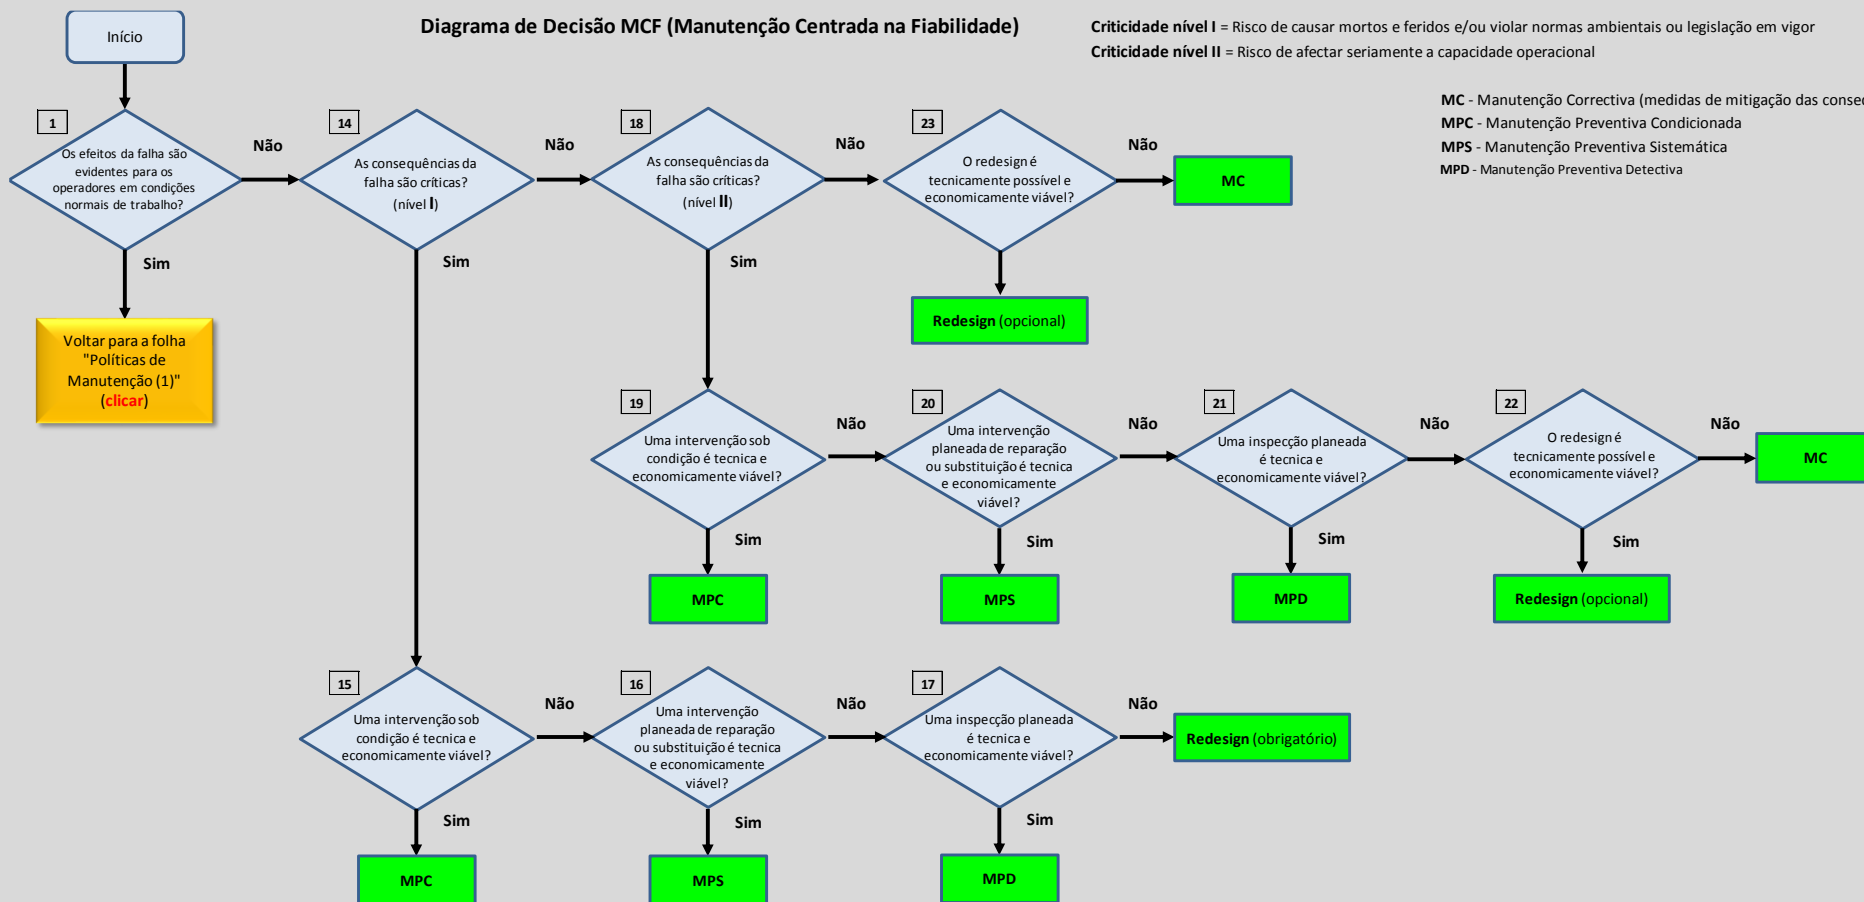 Início
Diagrama de Decisão MCF (Manutenção Centrada na Fiabilidade)
Criticidade nível I = Risco de causar mortos e feridos e/ou violar normas ambientais ou legislação em vigor
Criticidade nível II = Risco de afectar seriamente a capacidade operacional
MC - Manutenção Correctiva (medidas de mitigação das
MPC - Manutenção Preventiva Condicionada
MPS - Manutenção Preventiva Sistemática
MPD - Manutenção Preventiva Detectiva
1
Os efeitos da falha são
evidentes para os
operadores em condições
normais de trabalho?
Não
Sim
Voltar para a folha
"Políticas de
Manutenção (1)"
(clicar)
14
As consequências da
falha são críticas?
(nível I)
Não
Sim
18
As consequências da
falha são críticas?
(nível II)
Não
Sim
23
O redesign é
tecnicamente possível e
economicamente viável?
Não
MC
Redesign (opcional)
19
Uma intervenção sob
condição é tecnica e
economicamente viável?
Não
Sim
MPC
20
Uma intervenção
planeada de reparação
ou substituição é tecnica
e economicamente
viável?
Não
Sim
MPS
21
Uma inspecção planeada
é tecnica e
economicamente viável?
Não
Sim
MPD
22
O redesign é
tecnicamente possível e
economicamente viável?
Não
MC
Sim
Redesign (opcional)
15
Uma intervenção sob
condição é tecnica e
economicamente viável?
Não
Sim
MPC
16
Uma intervenção
planeada de reparação
ou substituição é tecnica
e economicamente
viável?
Não
Sim
MPS
17
Uma inspecção planeada
é tecnica e
economicamente viável?
Não
Redesign (obrigatório)
Sim
MPD